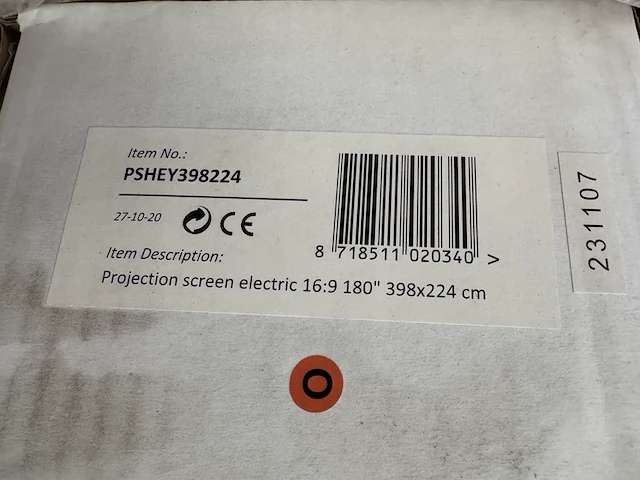 Item No.:
PSHEY398224
27-10-20 CE
8 718511 020340 >
Item Description:
Projection screen electric 16:9 180" 398x224 cm
231107
O